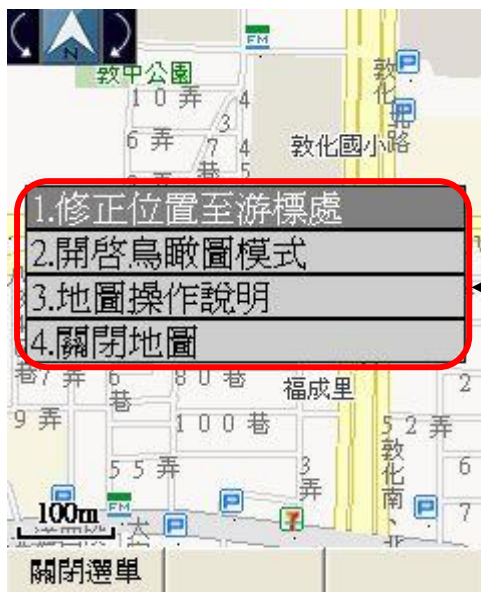 N
FM
敦中公園
敦化北路
10弄
4
3
6弄
7
4
敦化國小
巷
5
1.修正位置至游標處
2.開啓鳥瞰圖模式
3.地圖操作說明
4.關閉地圖
巷7弄
6巷
80巷
福成里
2
9弄
100巷
52弄
敦化南
55弄
3弄
6
100m
FM
7
關閉選單